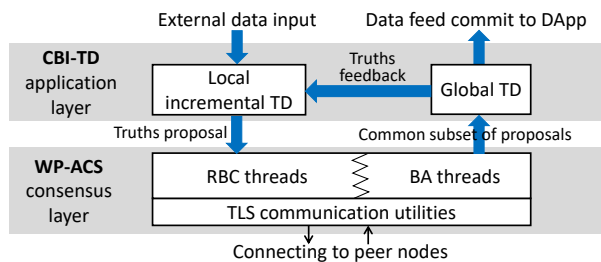 External data input
Data feed commit to DApp
CBI-TD
application
layer
Local
incremental TD
Truths
feedback
Global TD
Truths proposal
Common subset of proposals
WP-ACS
consensus
layer
RBC threads
BA threads
TLS communication utilities
Connecting to peer nodes